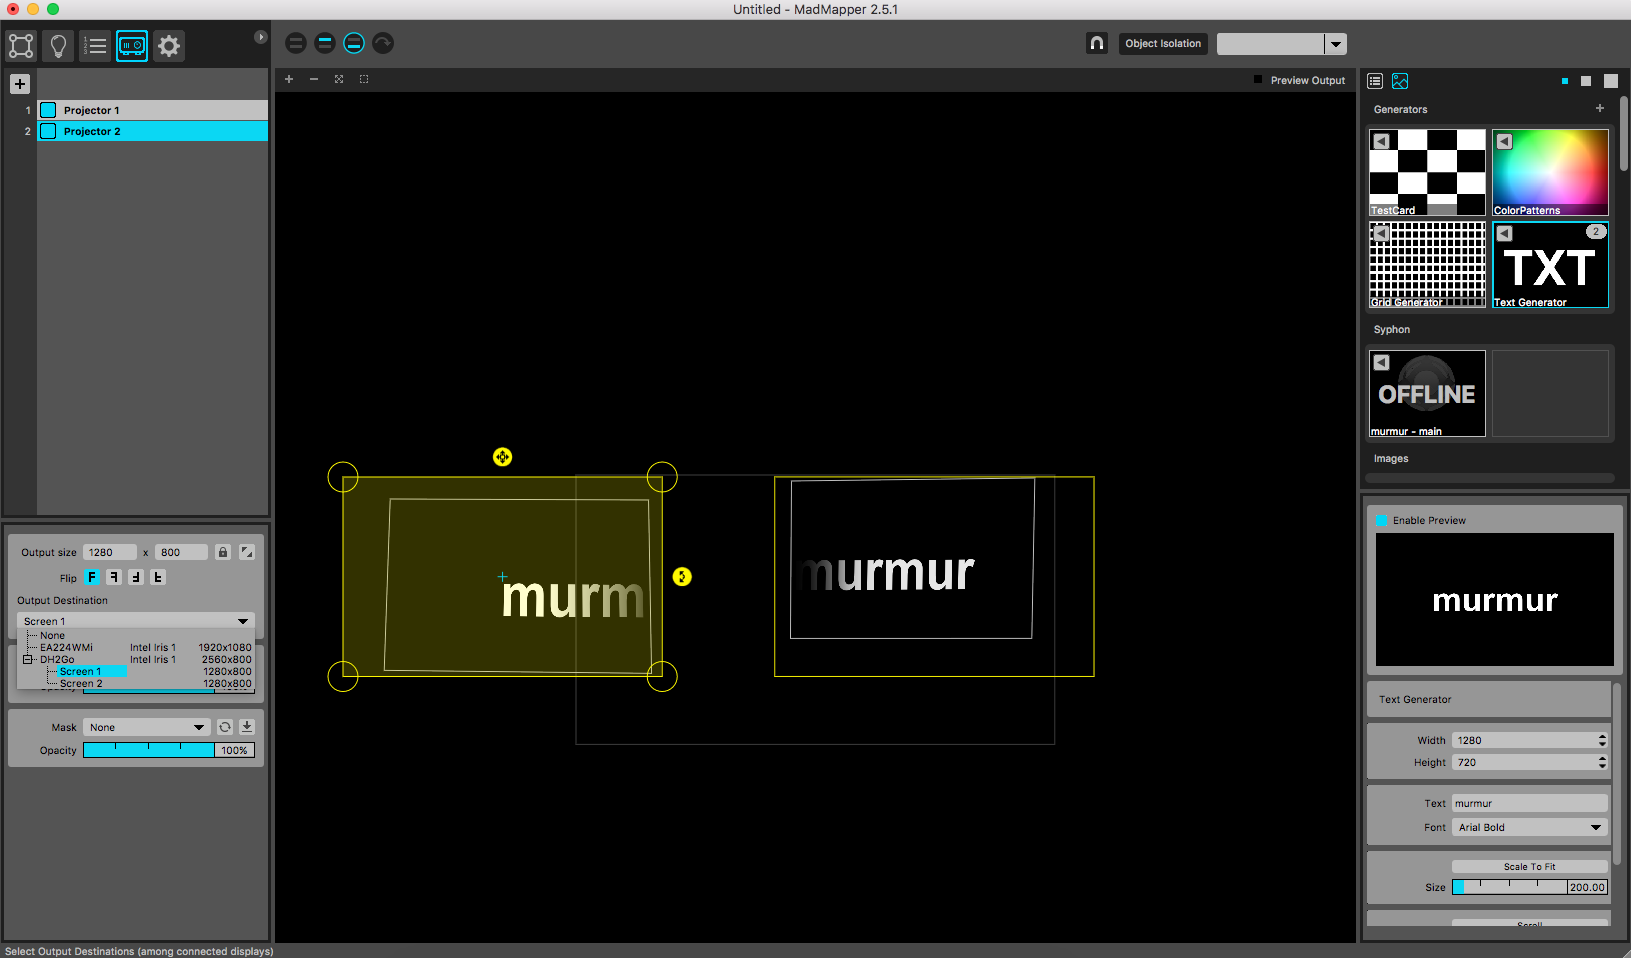 Untitled - MadMapper 2.5.1
Object Isolation
Preview Output
1 Projector 1
2 Projector 2
Generators
TestCard
ColorPatterns
2
TXT
Grid Generator
Text Generator
Syphon
OFFLINE
murmur - main
Images
murm
murmur
Output size 1280 x 800
Flip F F F F
Output Destination
Screen 1
None
EA224WMi Intel Iris 1 1920x1080
DH2Go Intel Iris 1 2560x800
Screen 1 1280x800
Screen 2 1280x800
Mask None
Opacity 100%
Enable Preview
murmur
Text Generator
Width 1280
Height 720
Text murmur
Font Arial Bold
Scale To Fit
Size 200.00
Scroll
Select Output Destinations (among connected displays)